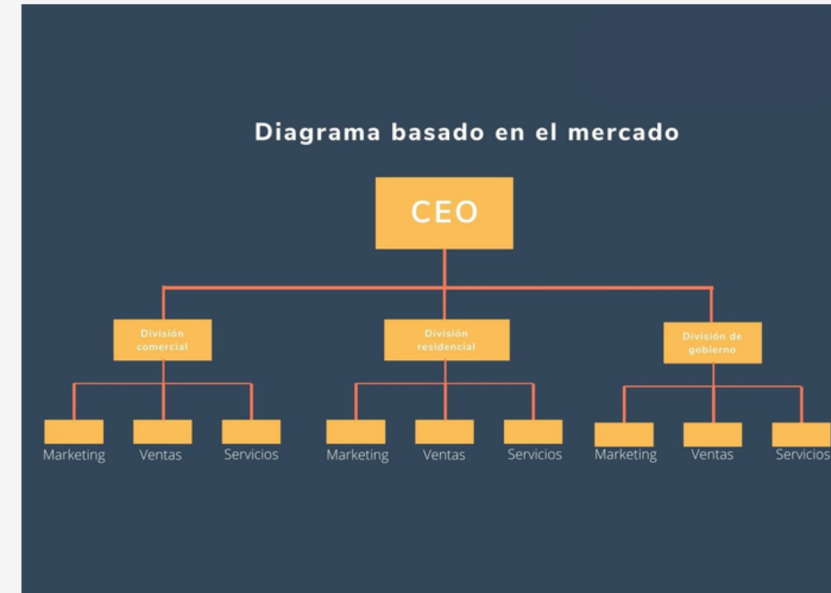 Diagrama basado en el mercado
CEO
División
comercial
División
residencial
División de
gobierno
Marketing Ventas Servicios Marketing Ventas Servicios Marketing Ventas Servicios